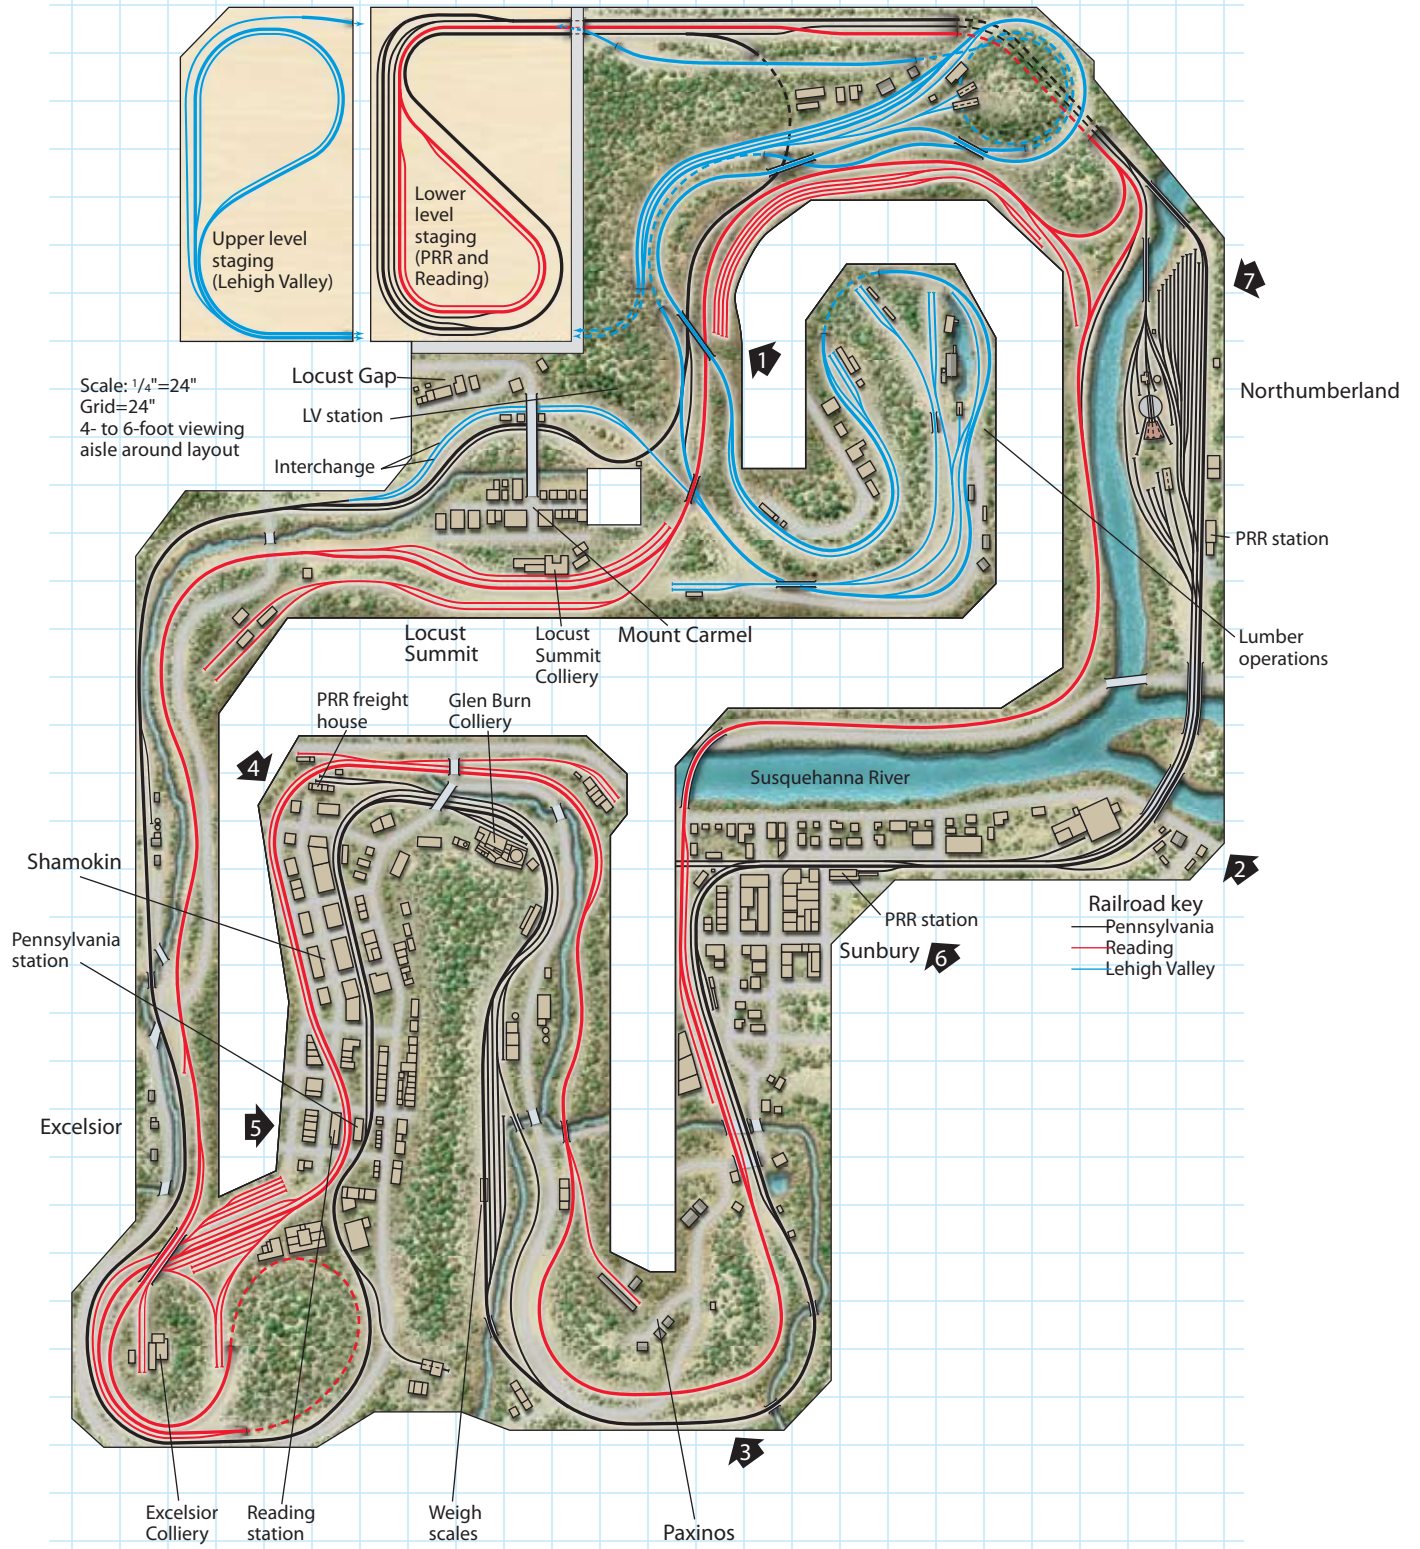 Upper level
staging
(Lehigh Valley)
Lower
level
staging
(PRR and
Reading)
Scale: 1/4"=24"
Grid=24"
4- to 6-foot viewing
aisle around layout
Locust Gap
LV station
Interchange
1
7
Northumberland
PRR station
Lumber
operations
Locust
Summit
Locust
Summit
Colliery
Mount Carmel
PRR freight
house
Glen Burn
Colliery
4
Susquehanna River
Shamokin
2
Pennsylvania
station
PRR station
Sunbury
6
Railroad key
Pennsylvania
Reading
Lehigh Valley
Excelsior
5
3
Excelsior
Colliery
Reading
station
Weigh
scales
Paxinos